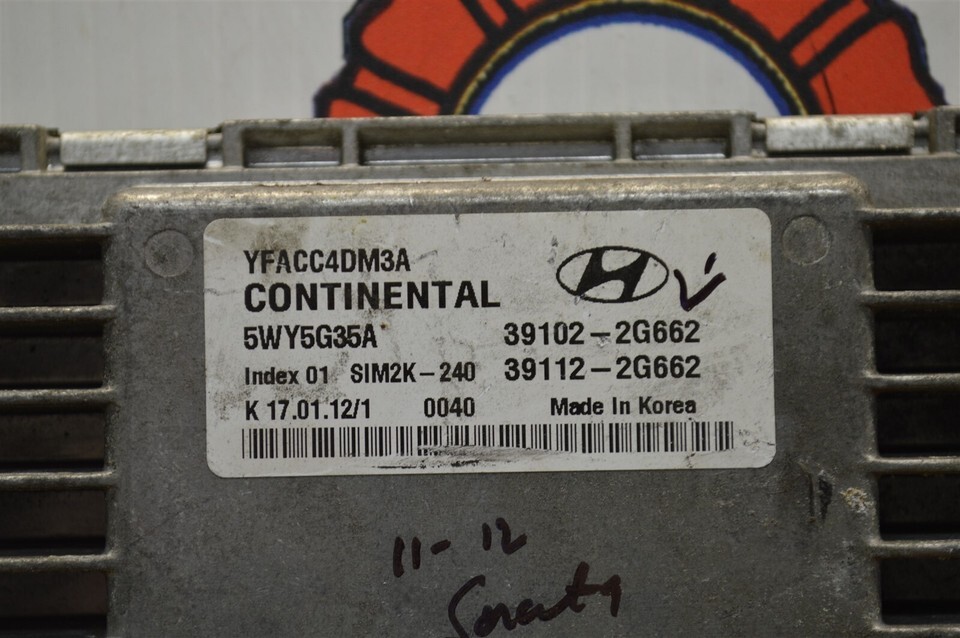 YFACC4DM3A
CONTINENTAL
5WY5G35A 39102-2G662
Index 01 SIM2K-240 39112-2G662
K 17.01.12/1 0040 Made In Korea
11-12